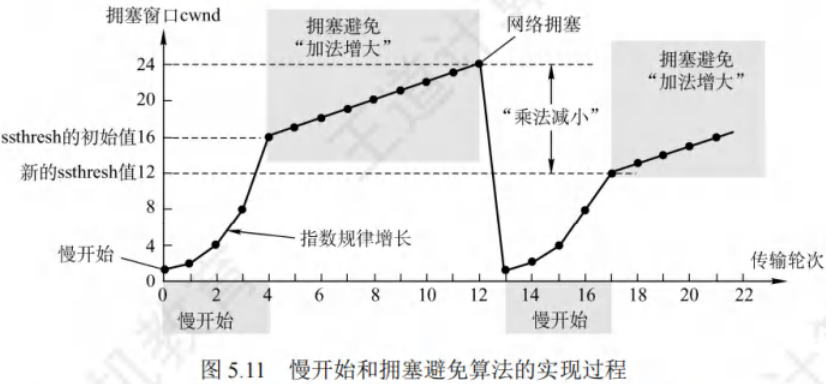 拥塞窗口cwnd
拥塞避免
“加法增大”
网络拥塞
拥塞避免
“加法增大”
24
20
“乘法减小”
ssthresh的初始值16
新的ssthresh值12
8
指数规律增长
4
慢开始
0
传输轮次
0 2 4 6 8 10 12 14 16 18 20 22
慢开始
慢开始
图 5.11 慢开始和拥塞避免算法的实现过程